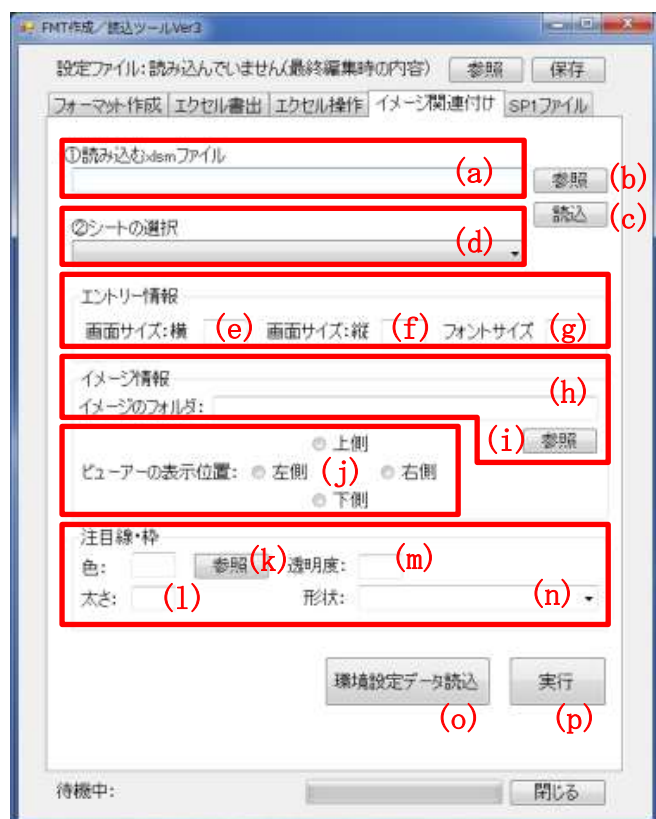 FMT作成／読込ツールVer3
設定ファイル：読み込んでいません(最終編集時の内容) 参照 保存
フォーマット作成 エクセル書出 エクセル操作 イメージ関連付け SP1ファイル
①読み込むxlsmファイル
(a) 参照 (b)
読込 (c)
②シートの選択
(d)
エントリー情報
画面サイズ：横 (e) 画面サイズ：縦 (f) フォントサイズ (g)
イメージ情報
(h)
イメージのフォルダ：
(i) 参照
上側
ビューアーの表示位置： 左側 (j) 右側
下側
注目線・枠
色： 参照 (k) 透明度： (m)
太さ： (l) 形状： (n)
環境設定データ読込 実行
(o) (p)
待機中： 閉じる